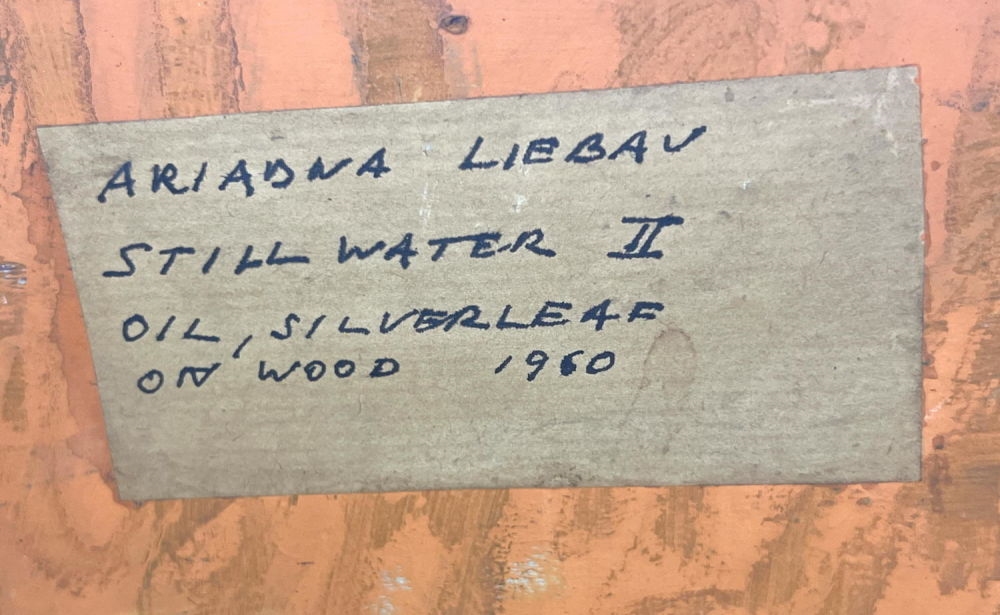 ARIADNA LIEBAU
STILL WATER II
OIL, SILVERLEAF
ON WOOD 1960